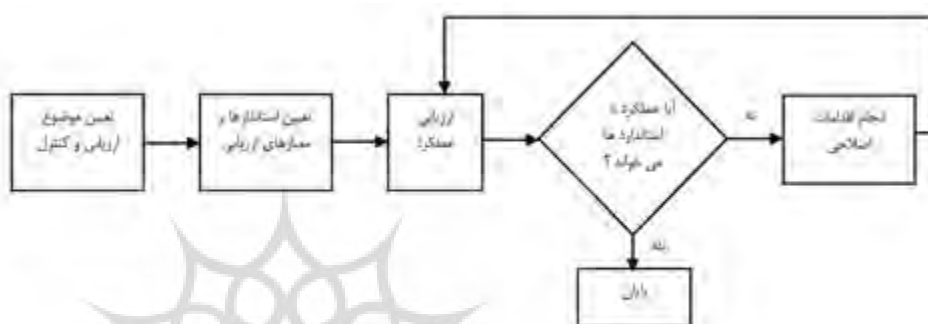 تعیین موضوع
ارزیابی و کنترل
تعیین استانداردها و
معیارهای ارزیابی
ارزیابی
عملکرد
آیا عملکرد با
استاندارد ها
می خواند ؟
نه
انجام اقدامات
اصلاحی
بله
پایان